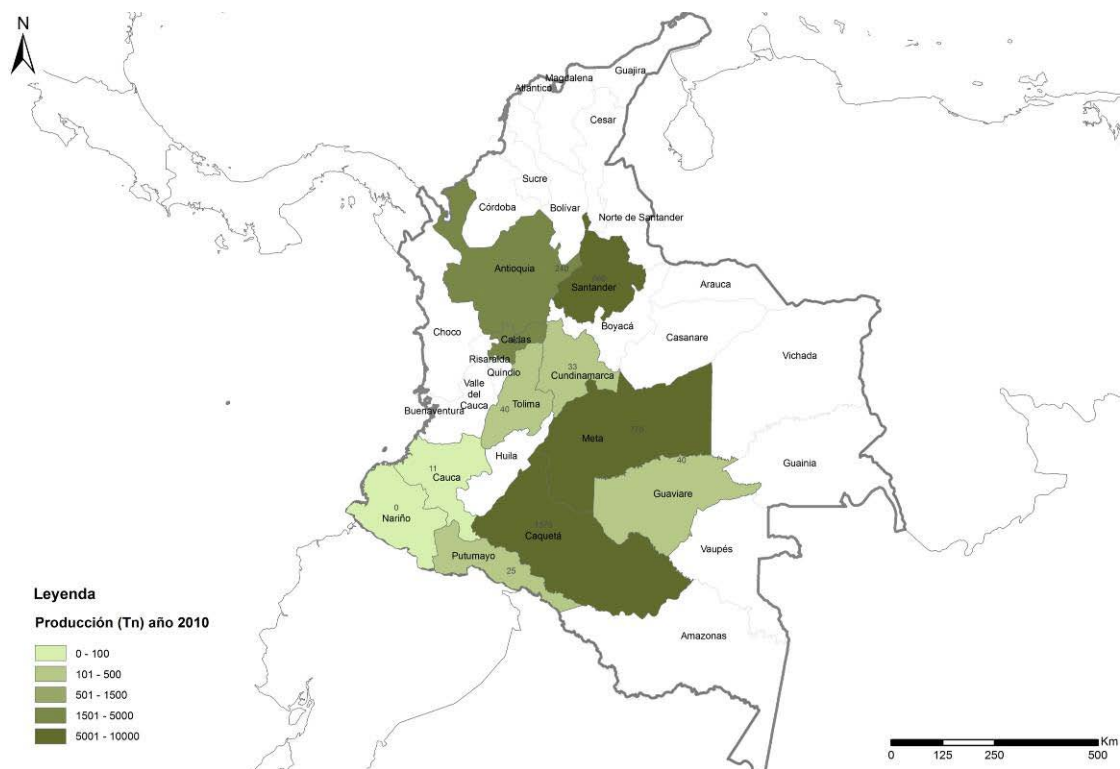 N
Guajira
Magdalena
Atlántico
Cesar
Sucre
Córdoba
Bolívar
Norte de Santander
Antioquia
242
Santander
Arauca
Choco
Caldas
Boyacá
Casanare
Risaralda
Quindio
Vichada
Valle
del
Cauca
33
Cundinamarca
Buenaventura
40
Tolima
Meta
Huila
11
Cauca
40
Guaviare
Guainia
0
Nariño
Caquetá
Putumayo
25
Vaupés
Amazonas
Leyenda
Producción (Tn) año 2010
0 - 100
101 - 500
501 - 1500
1501 - 5000
5001 - 10000
Km
0 125 250 500